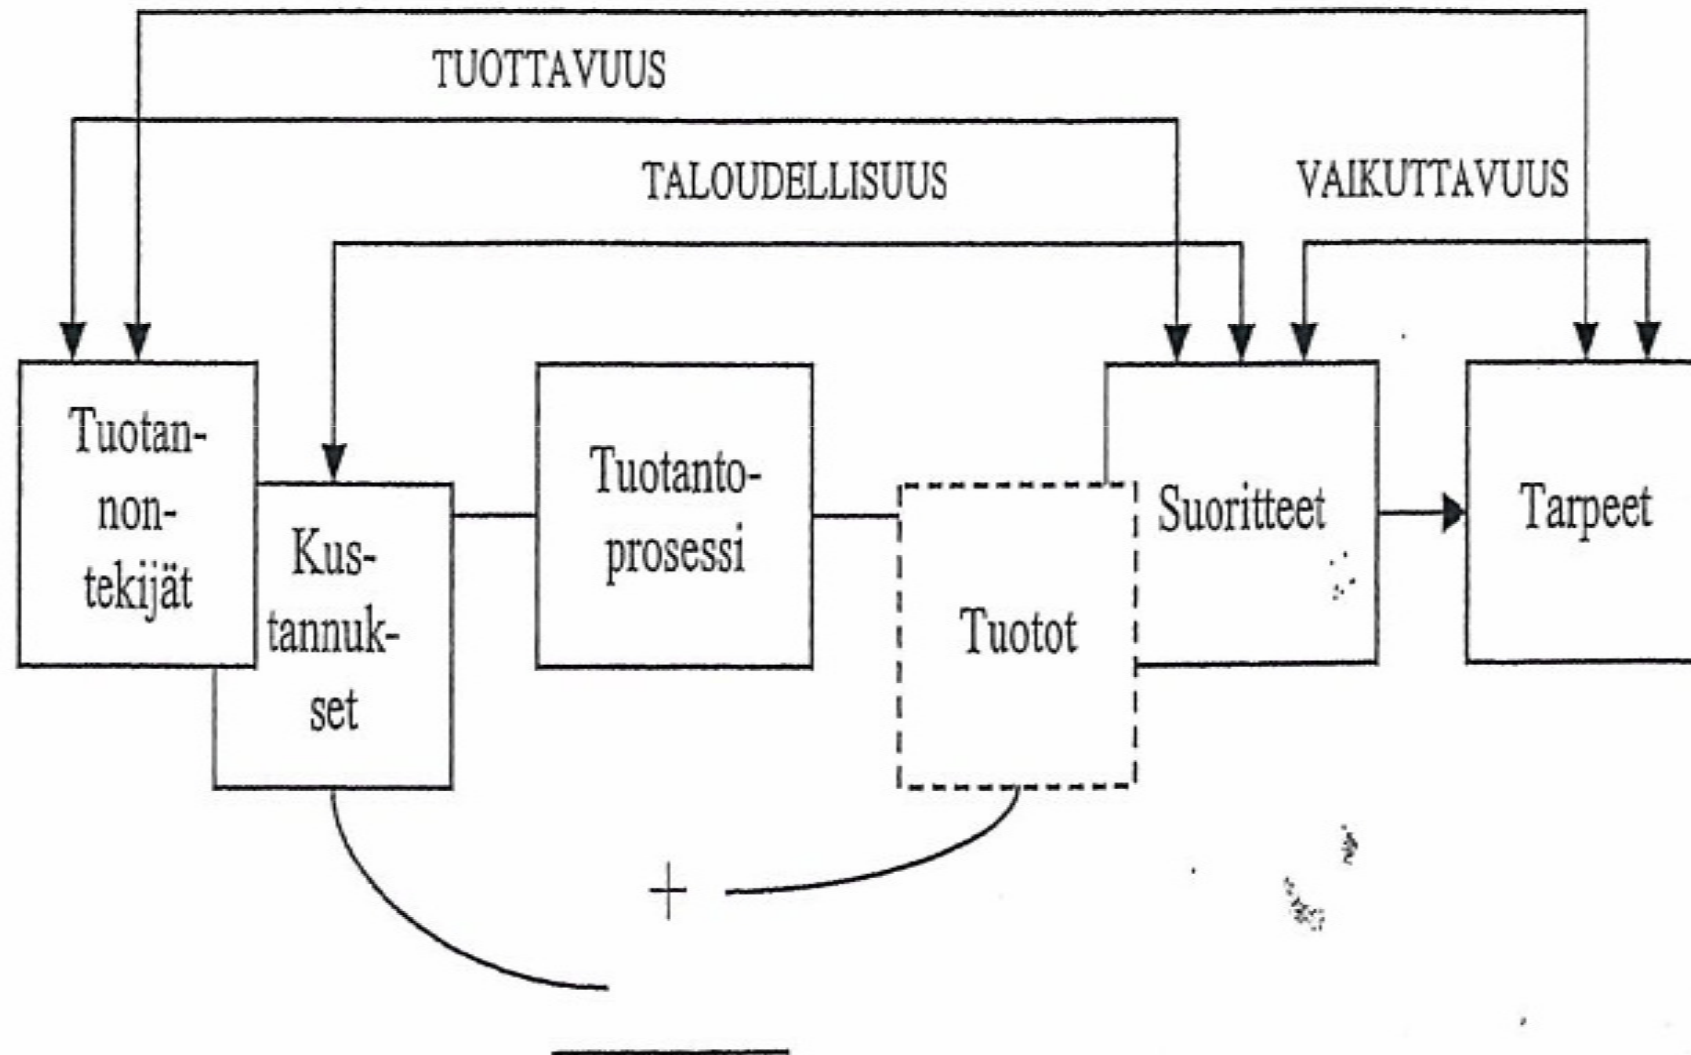 TUOTTAVUUS
TALOUDELLISUUS
VAIKUTTAVUUS
Tuotan-
non-
tekijät
Kus-
tannuk-
set
Tuotanto-
prosessi
Tuotot
Suoritteet
Tarpeet
+